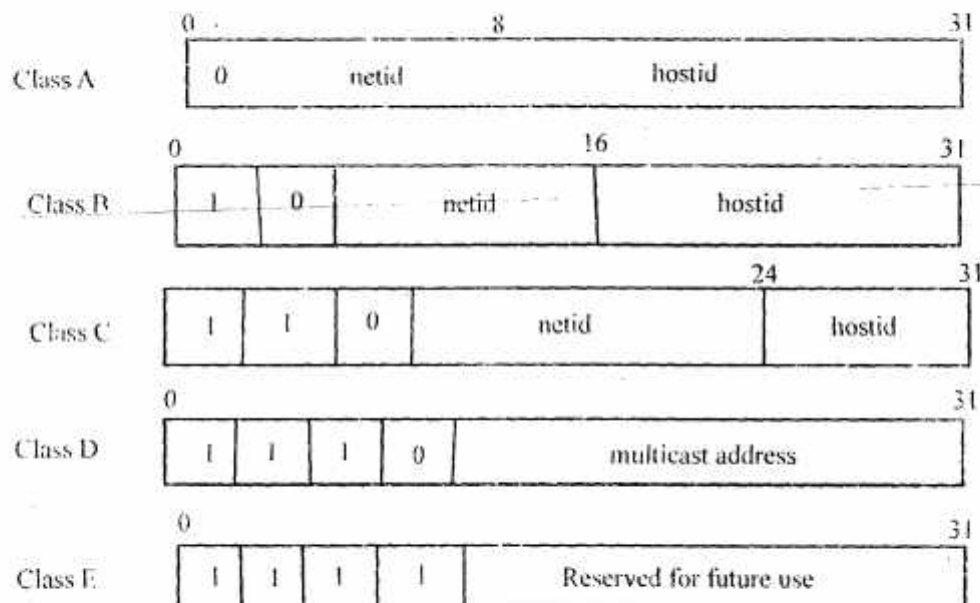 0 8 31
Class A 0 netid hostid
0 16 31
Class B 1 0 netid hostid
24 31
Class C 1 1 0 netid hostid
0 31
Class D 1 1 1 0 multicast address
0 31
Class E 1 1 1 1 Reserved for future use